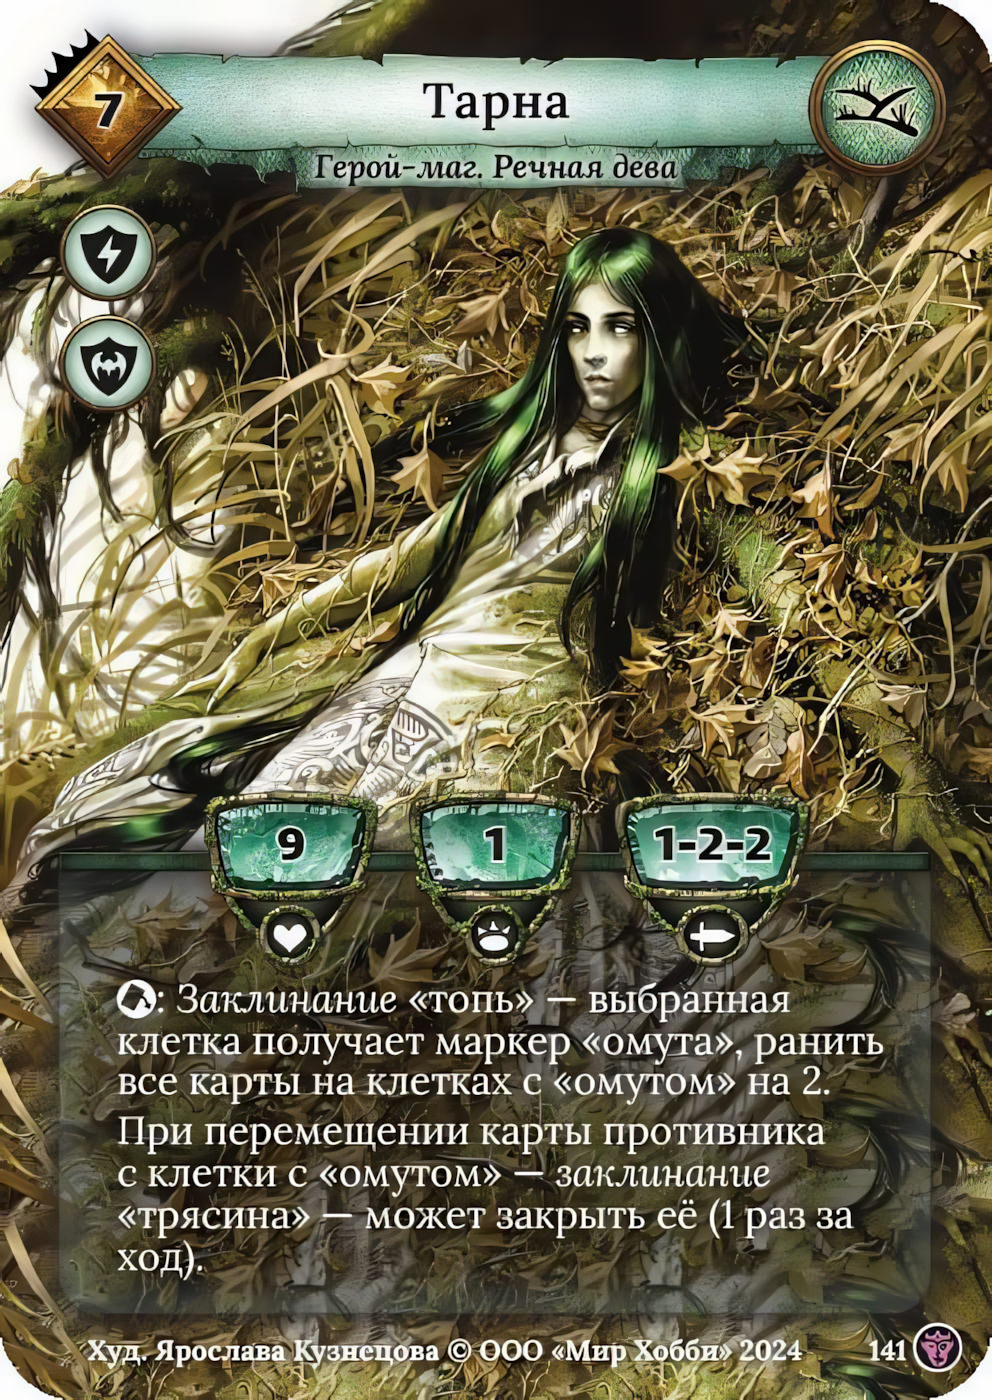 7
Тарна
Герой-маг. Речная дева
9
1
1-2-2
: Заклинание «топь» — выбранная
клетка получает маркер «омута», ранить
все карты на клетках с «омутом» на 2.
При перемещении карты противника
с клетки с «омутом» — заклинание
«трясина» — может закрыть её (1 раз за
ход).
Худ. Ярослава Кузнецова © ООО «Мир Хобби» 2024
141